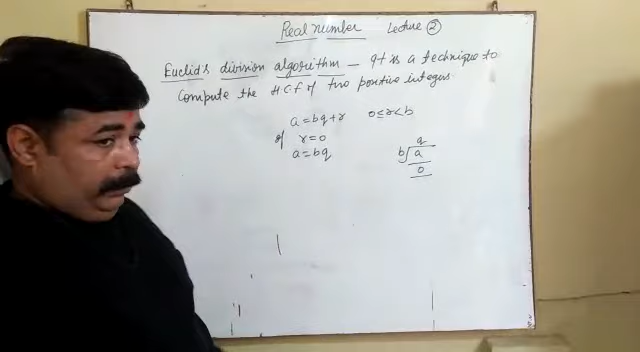 Real number Lecture ②
Euclid's division algorithm — It is a technique to
Compute the H.C.F of two positive integers.
a = bq + r 0 ≤ r < b
if r = 0
a = bq
q
b a
0